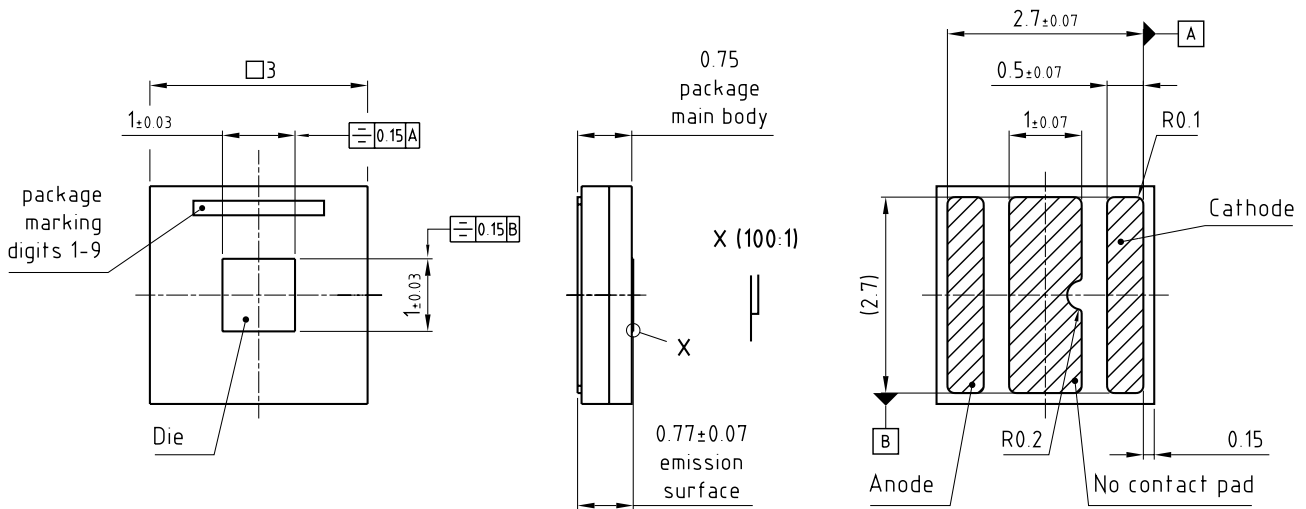 □3
1±0.03
⌯ 0.15 A
package
marking
digits 1-9
⌯ 0.15 B
1±0.03
Die
0.75
package
main body
X (100:1)
X
0.77±0.07
emission
surface
2.7±0.07
A
0.5±0.07
1±0.07
R0.1
Cathode
(2.7)
B
R0.2
0.15
Anode
No contact pad